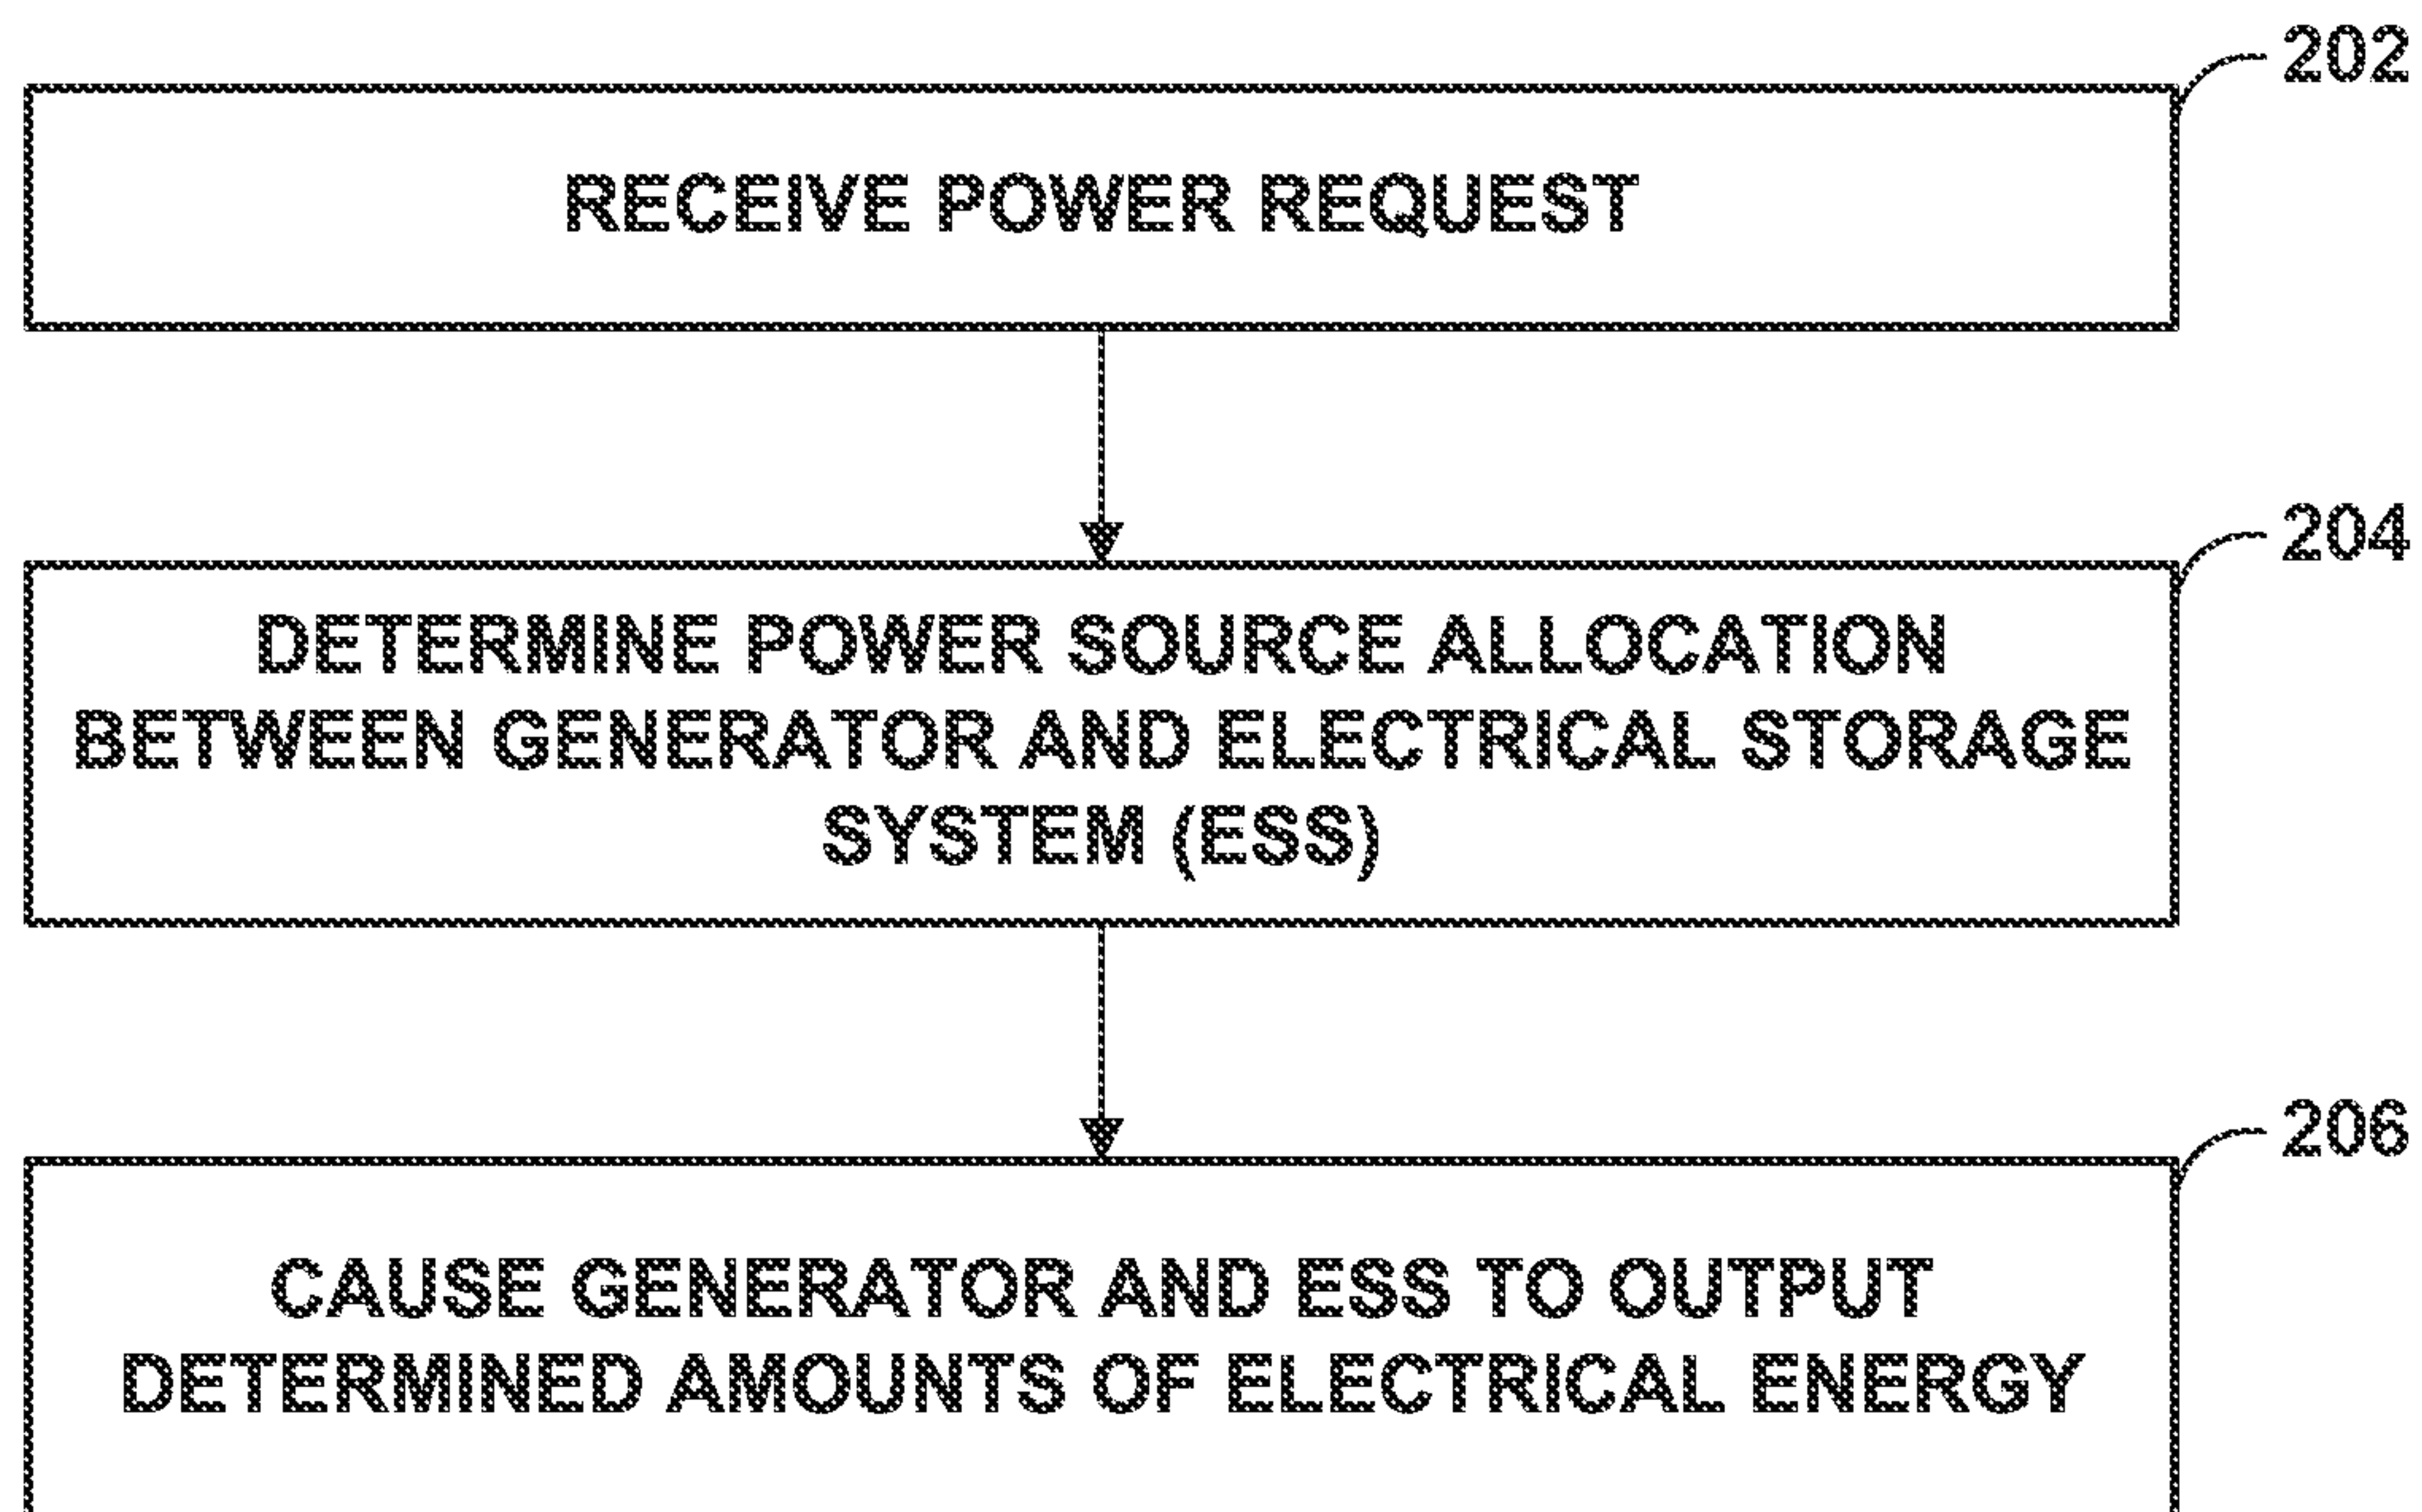 202
RECEIVE POWER REQUEST
204
DETERMINE POWER SOURCE ALLOCATION
BETWEEN GENERATOR AND ELECTRICAL STORAGE
SYSTEM (ESS)
206
CAUSE GENERATOR AND ESS TO OUTPUT
DETERMINED AMOUNTS OF ELECTRICAL ENERGY